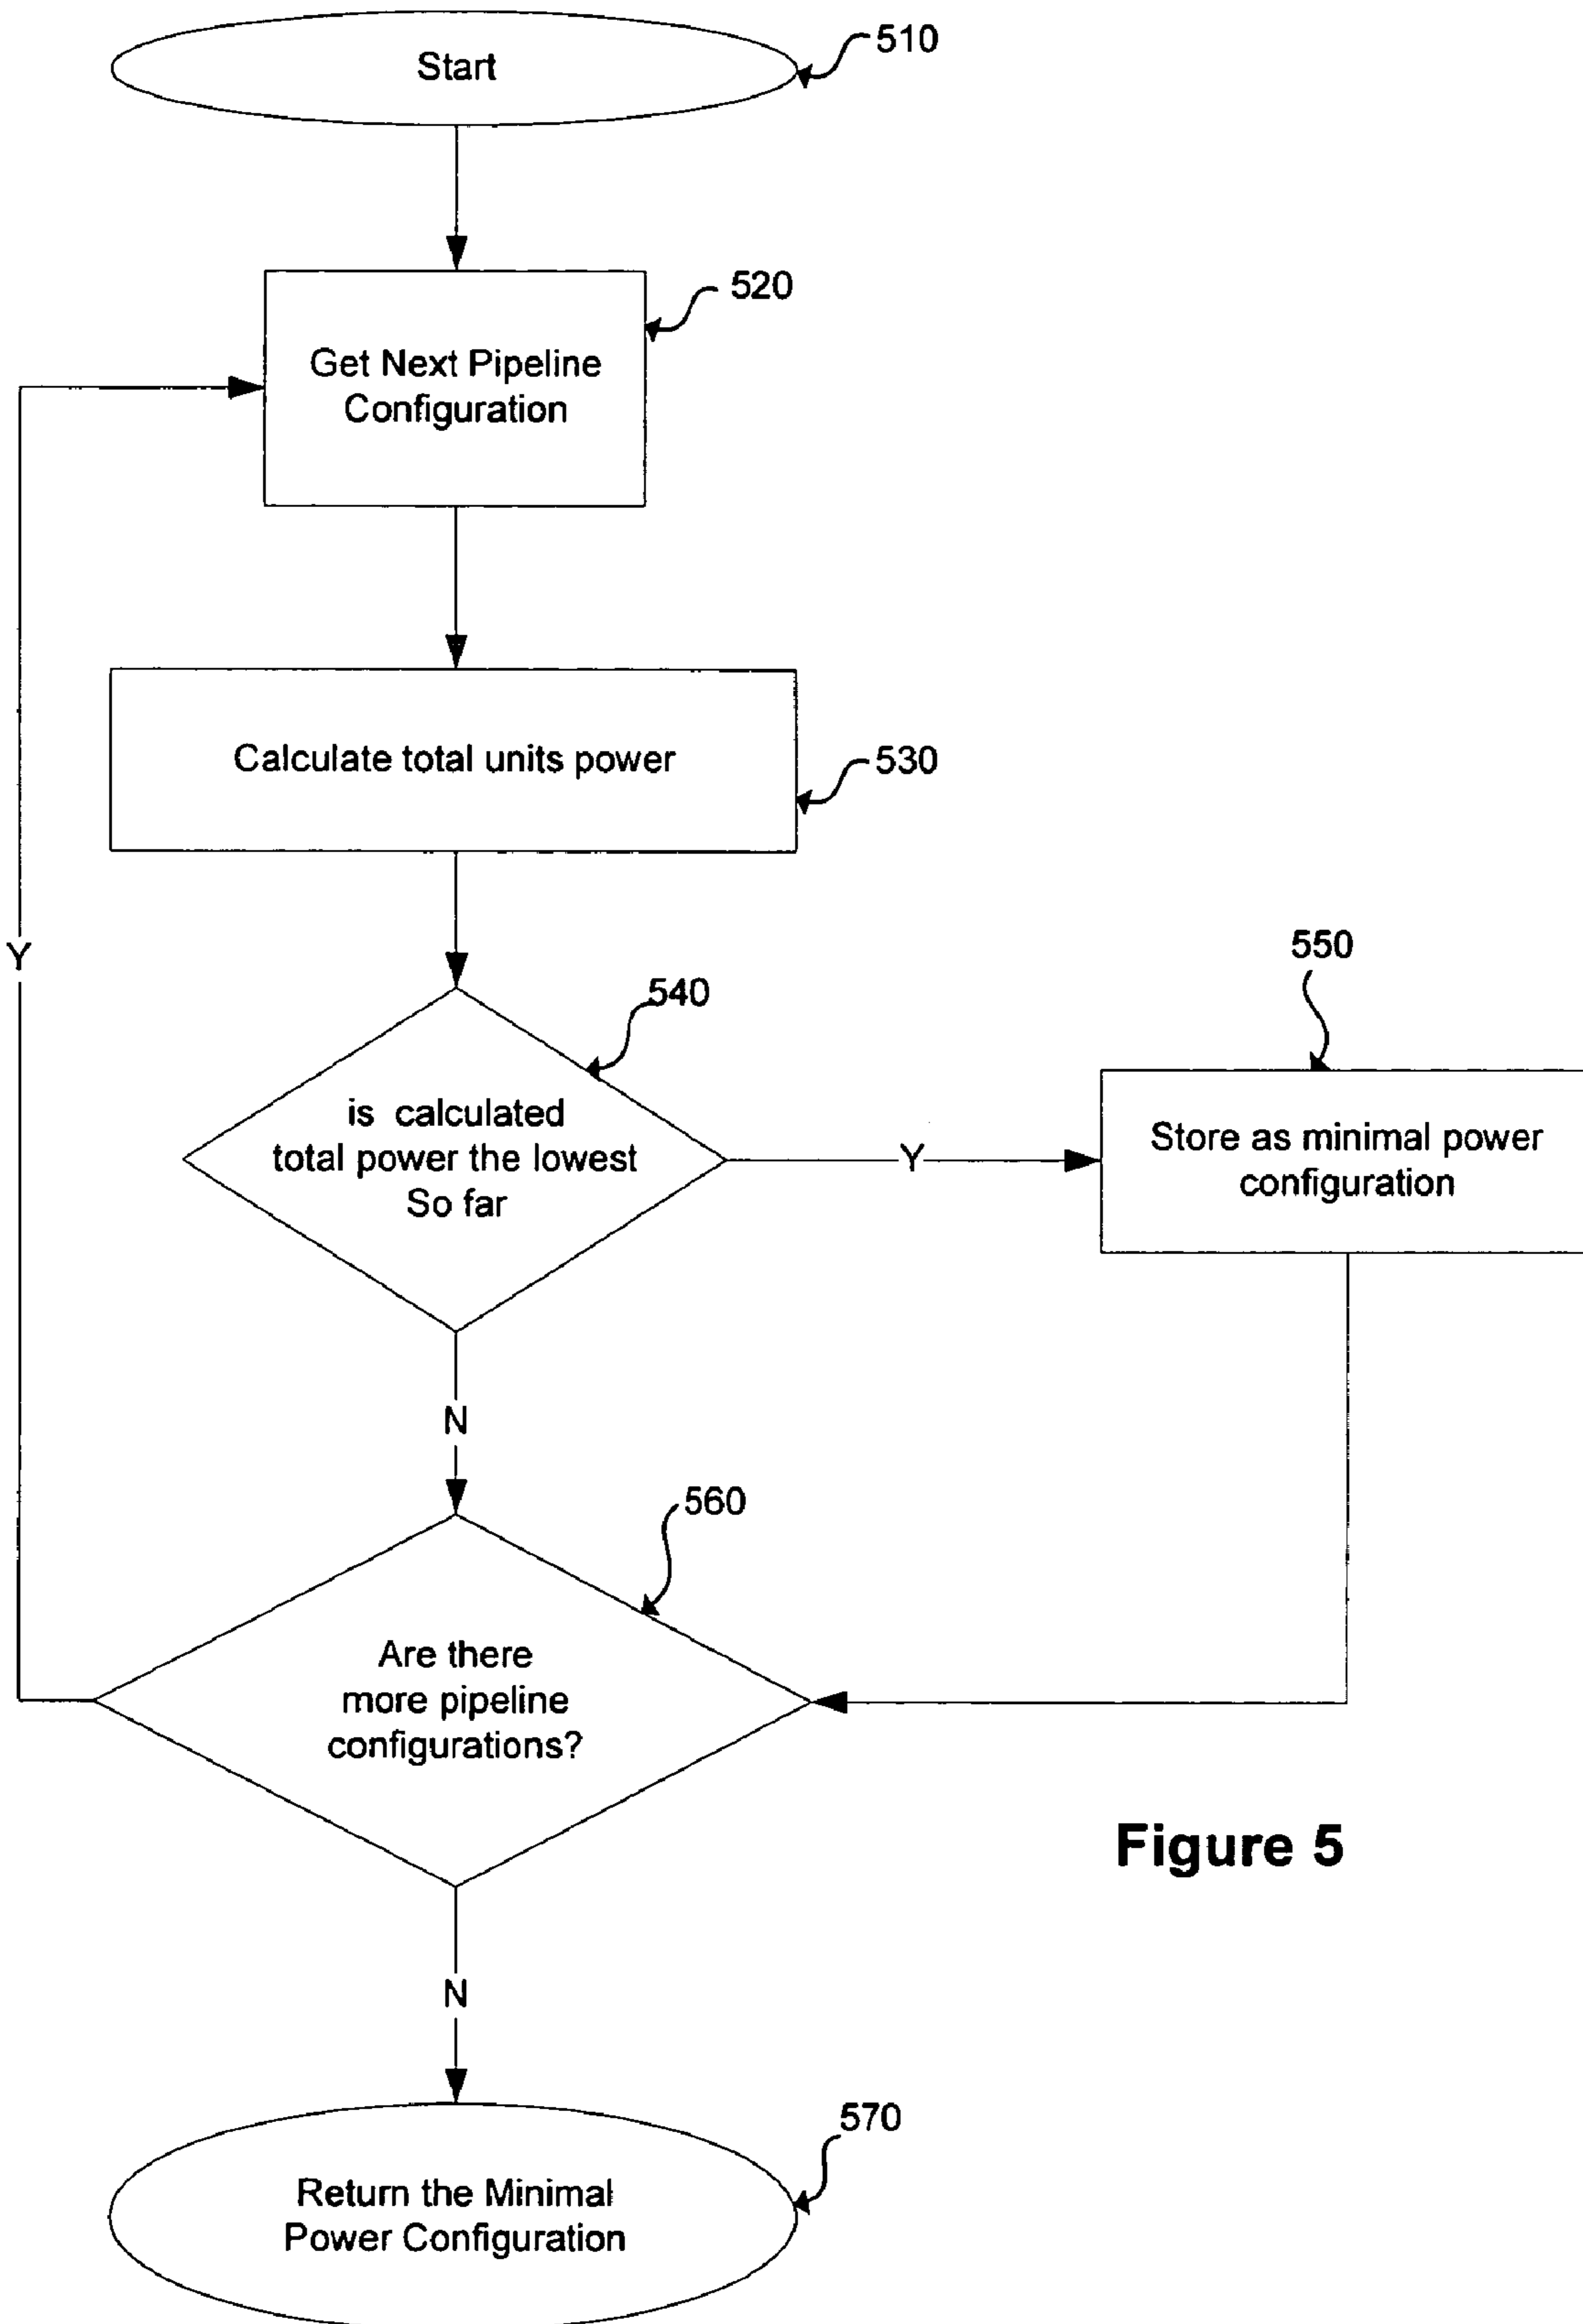 Start
510
520
Get Next Pipeline
Configuration
Calculate total units power
530
Y
540
550
is calculated
total power the lowest
So far
Y
Store as minimal power
configuration
N
560
Are there
more pipeline
configurations?
Figure 5
N
570
Return the Minimal
Power Configuration